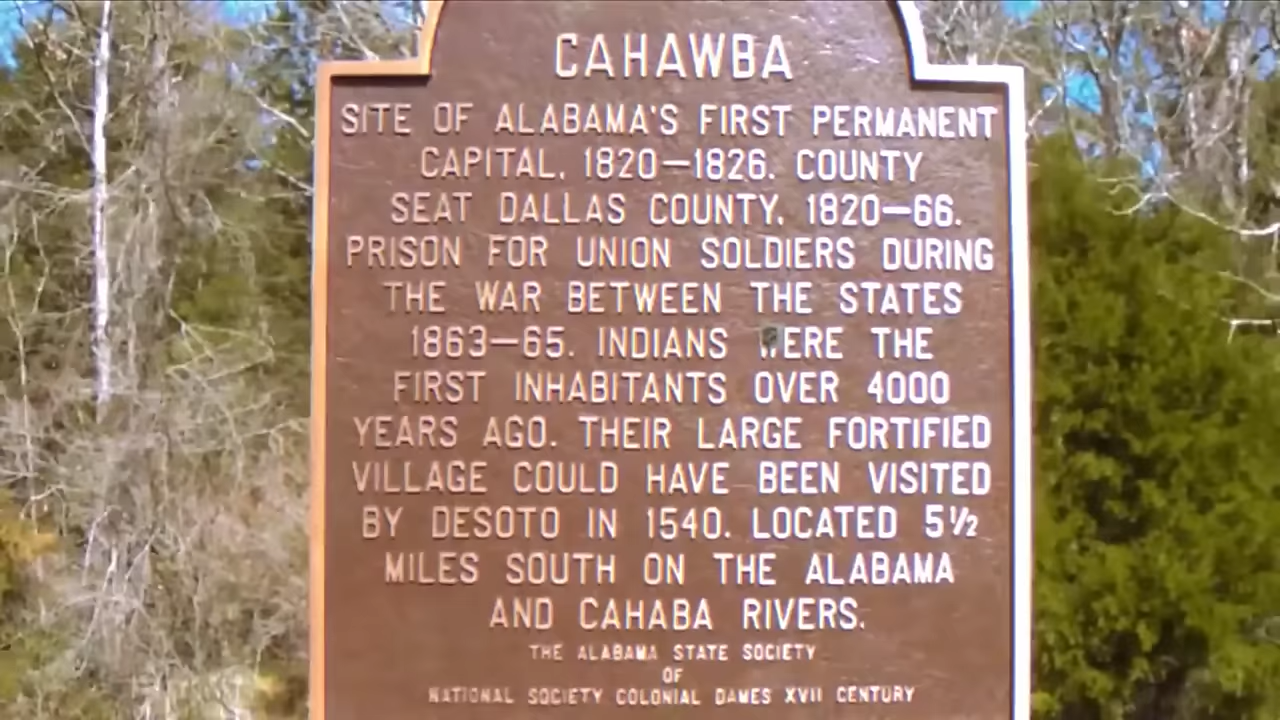 CAHAWBA
SITE OF ALABAMA'S FIRST PERMANENT
CAPITAL, 1820—1826. COUNTY
SEAT DALLAS COUNTY, 1820—66.
PRISON FOR UNION SOLDIERS DURING
THE WAR BETWEEN THE STATES
1863—65. INDIANS WERE THE
FIRST INHABITANTS OVER 4000
YEARS AGO. THEIR LARGE FORTIFIED
VILLAGE COULD HAVE BEEN VISITED
BY DESOTO IN 1540. LOCATED 5½
MILES SOUTH ON THE ALABAMA
AND CAHABA RIVERS.
THE ALABAMA STATE SOCIETY
OF
NATIONAL SOCIETY COLONIAL DAMES XVII CENTURY